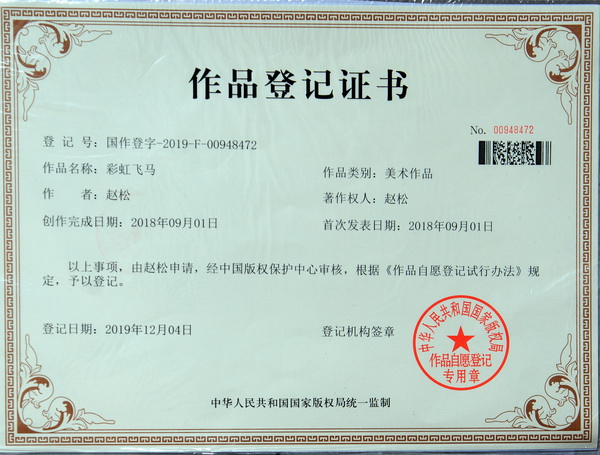 作品登记证书
No. 00948472
登 记 号：国作登字-2019-F-00948472
作品名称：彩虹飞马
作品类别：美术作品
作 者：赵松
著作权人：赵松
创作完成日期：2018年09月01日
首次发表日期：2018年09月01日
以上事项，由赵松申请，经中国版权保护中心审核，根据《作品自愿登记试行办法》规
定，予以登记。
登记日期：2019年12月04日
登记机构签章
中华人民共和国国家版权局
作品自愿登记
专用章
中华人民共和国国家版权局统一监制